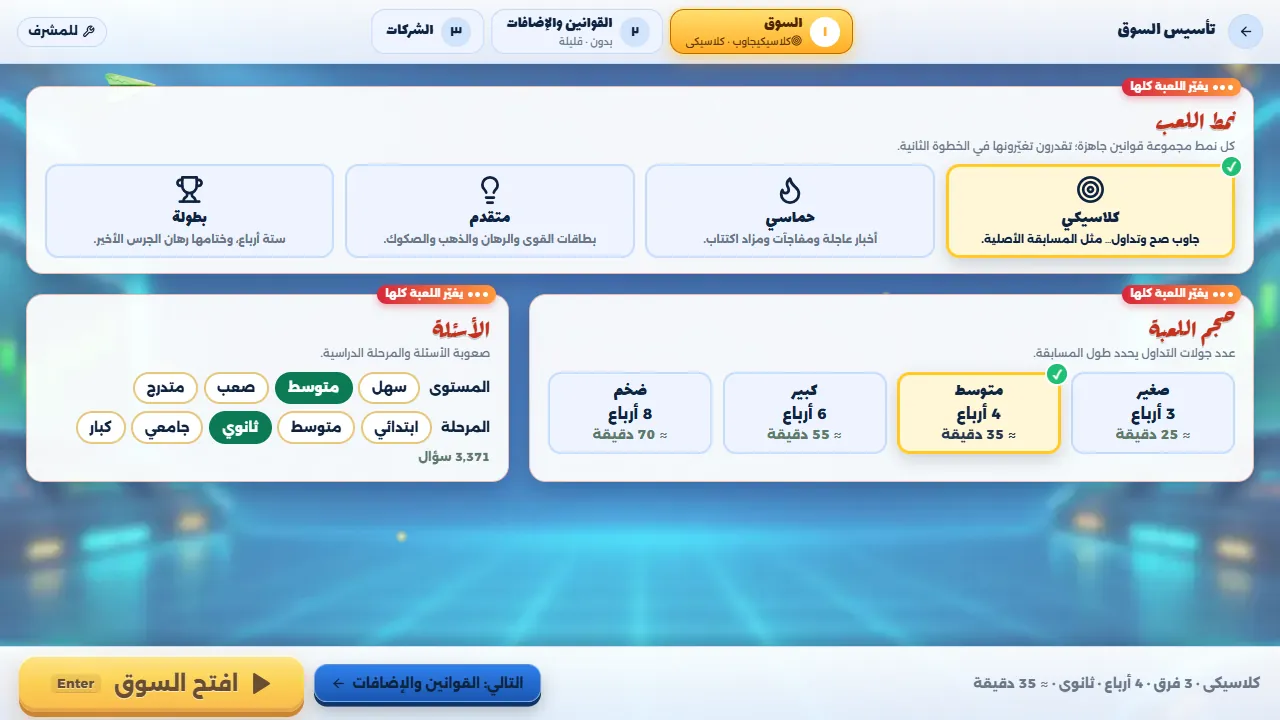 تأسيس السوق
١
السوق
كلاسيكيجاوب · كلاسيكي
٢
القوانين والإضافات
بدون · قليلة
٣
الشركات
للمشرف
يغيّر اللعبة كلها
نمط اللعب
كل نمط مجموعة قوانين جاهزة؛ تقدرون تغيّرونها في الخطوة الثانية.
كلاسيكي
جاوب صح وتداول… مثل المسابقة الأصلية.
حماسي
أخبار عاجلة ومفاجآت ومزاد اكتتاب.
متقدم
بطاقات القوى والرهان والذهب والصكوك.
بطولة
ستة أرباع، وختامها رهان الجرس الأخير.
يغيّر اللعبة كلها
حجم اللعبة
عدد جولات التداول يحدد طول المسابقة.
صغير
3 أرباع
≈ 25 دقيقة
متوسط
4 أرباع
≈ 35 دقيقة
كبير
6 أرباع
≈ 55 دقيقة
ضخم
8 أرباع
≈ 70 دقيقة
يغيّر اللعبة كلها
الأسئلة
صعوبة الأسئلة والمرحلة الدراسية.
المستوى سهل متوسط صعب متدرج
المرحلة ابتدائي متوسط ثانوي جامعي كبار
3,371 سؤال
كلاسيكي · 3 فرق · 4 أرباع · ثانوي · ≈ 35 دقيقة
التالي: القوانين والإضافات ←
افتح السوق Enter